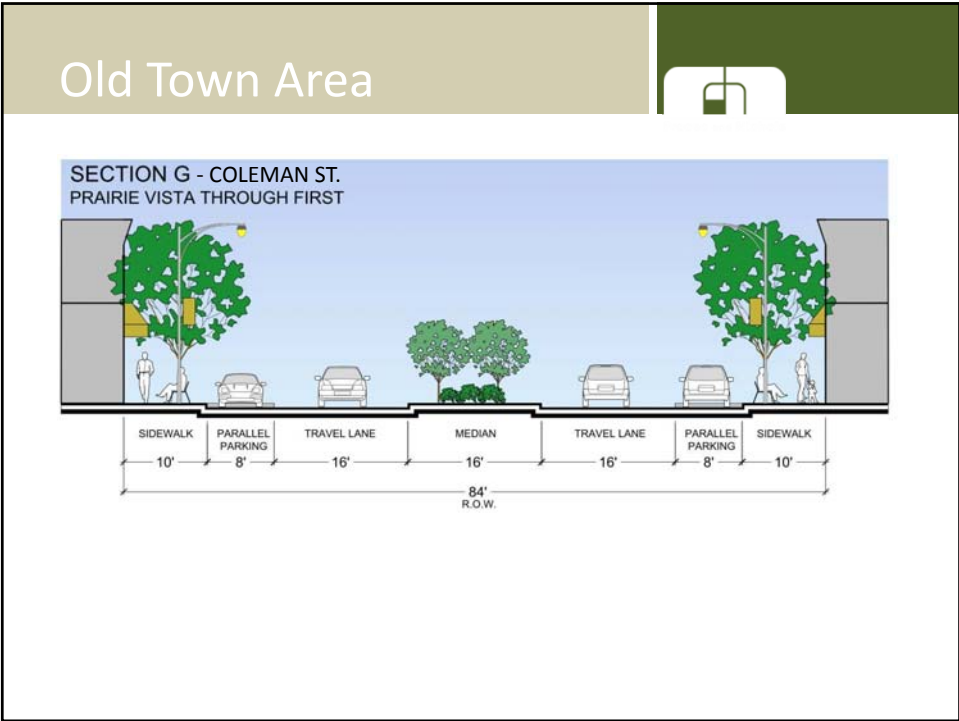 Old Town Area
SECTION G - COLEMAN ST.
PRAIRIE VISTA THROUGH FIRST
SIDEWALK PARALLEL TRAVEL LANE MEDIAN TRAVEL LANE PARALLEL SIDEWALK
PARKING PARKING
10' 8' 16' 16' 16' 8' 10'
84'
R.O.W.